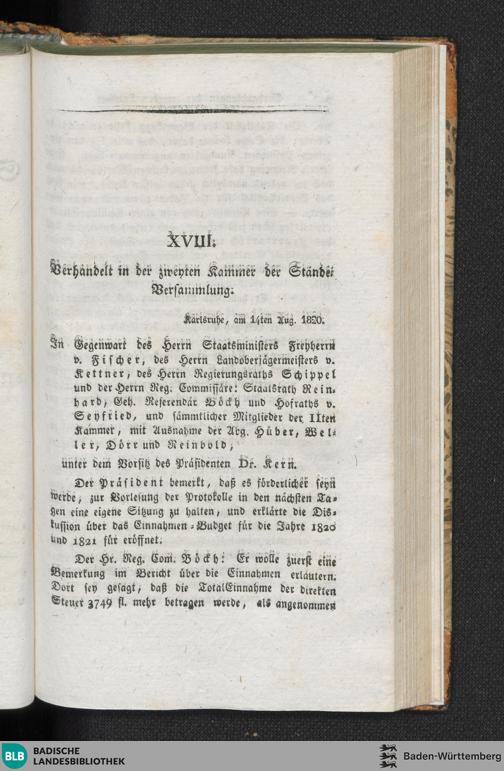 XVIII.
Verhandelt in der zweyten Kammer der Stände-
Versammlung.
Karlsruhe, am 14ten Aug. 1820.
In Gegenwart des Herrn Staatsministers Freyherrn
v. Fischer, des Herrn Landoberjägermeisters v.
Kettner, des Herrn Regierungsraths Schippel
und der Herrn Reg. Commissäre: Staatsrath Rein-
hard, Geh. Referendär Böckh und Hofraths v.
Seyfried, und sämmtlicher Mitglieder der IIten
Kammer, mit Ausnahme der Abg. Hüber, Wel-
ler, Dörr und Reinbold,
unter dem Vorsitz des Präsidenten Dr. Kern.
Der Präsident bemerkt, daß es förderlicher seyn
werde, zur Vorlesung der Protokolle in den nächsten Ta-
gen eine eigene Sitzung zu halten, und erklärte die Dis-
kussion über das Einnahmen-Budget für die Jahre 1820
und 1821 für eröffnet.
Der Hr. Reg. Com. Böckh: Er wolle zuerst eine
Bemerkung im Bericht über die Einnahmen erläutern.
Dort sey gesagt, daß die TotalEinnahme der direkten
Steuer 3749 fl. mehr betragen werde, als angenommen
BLB BADISCHE
LANDESBIBLIOTHEK
Baden-Württemberg